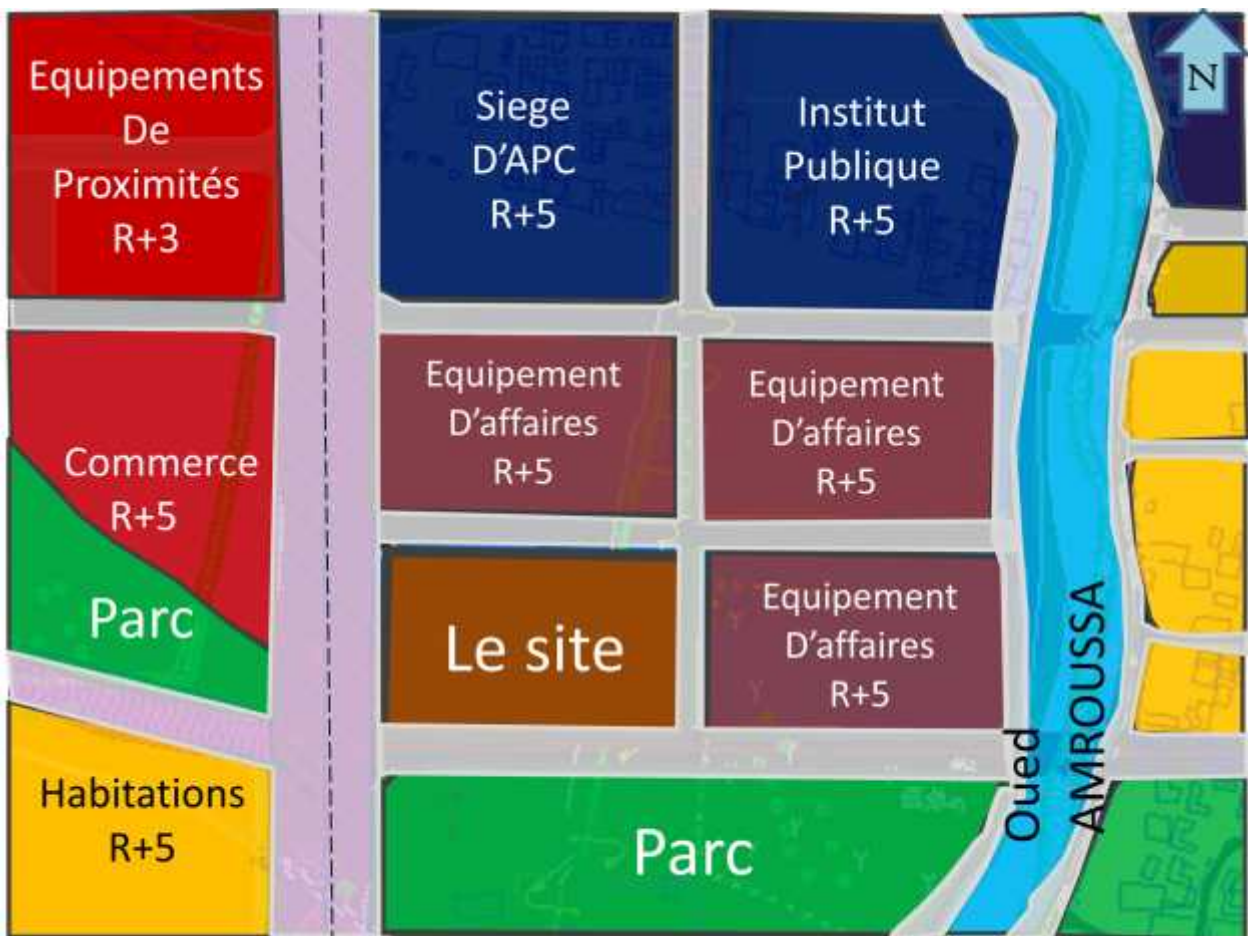 Equipements
De
Proximités
R+3
Siege
D'APC
R+5
Institut
Publique
R+5
N
Commerce
R+5
Equipement
D'affaires
R+5
Equipement
D'affaires
R+5
Parc
Le site
Equipement
D'affaires
R+5
Oued
AMROUSSA
Habitations
R+5
Parc